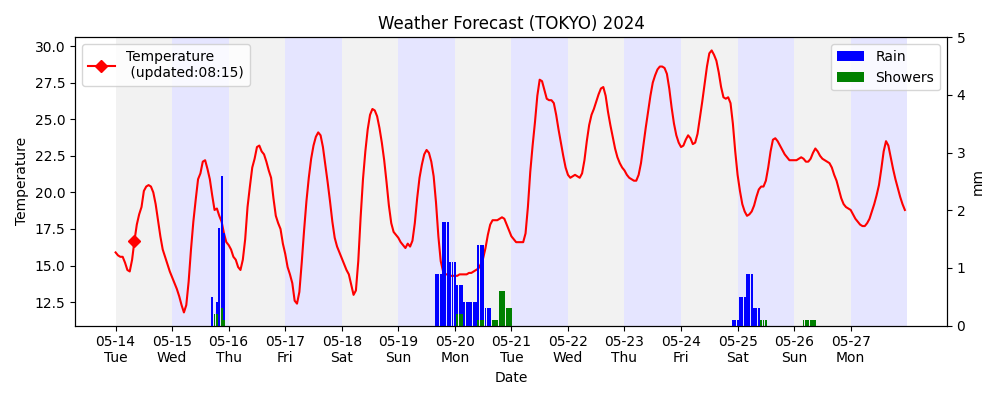 Weather Forecast (TOKYO) 2024
Temperature
(updated:08:15)
Rain
Showers
30.0
27.5
25.0
22.5
20.0
17.5
15.0
12.5
Temperature
5
4
3
2
1
0
mm
05-14 05-15 05-16 05-17 05-18 05-19 05-20 05-21 05-22 05-23 05-24 05-25 05-26 05-27
Tue Wed Thu Fri Sat Sun Mon Tue Wed Thu Fri Sat Sun Mon
Date